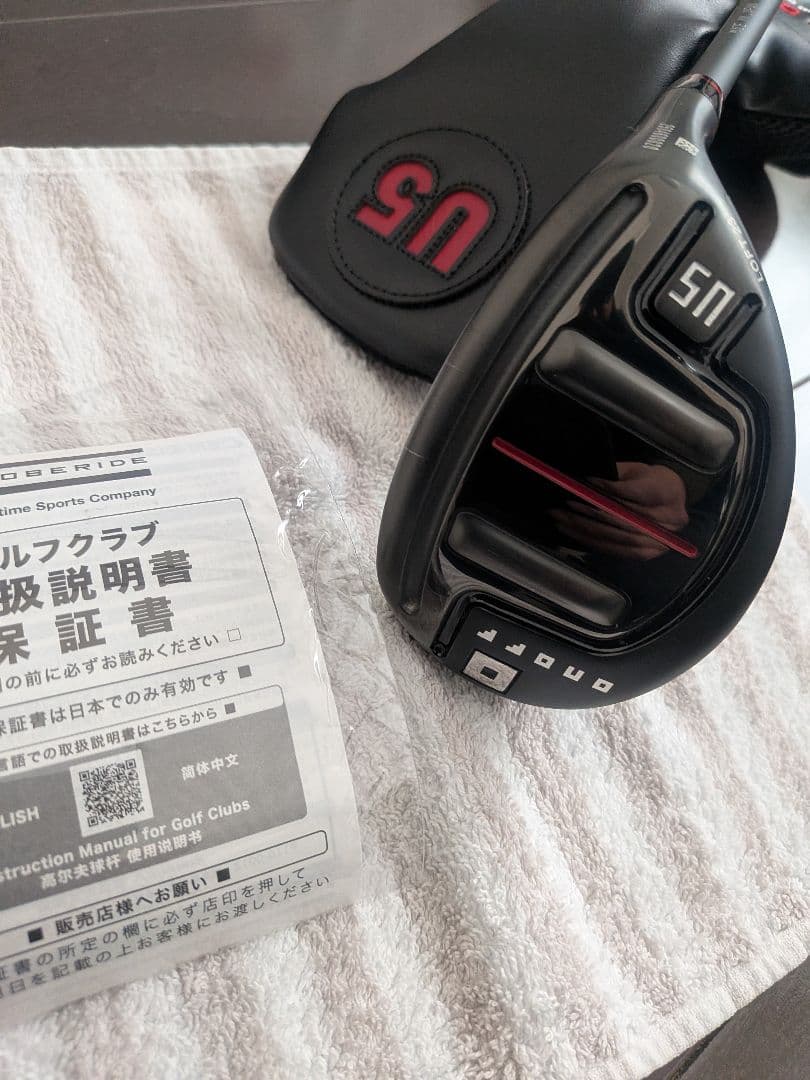 U5
U5
LOFT
ONOFF
OBERIDE
time Sports Company
ルフクラブ
扱説明書
保証書
の前に必ずお読みください □
保証書は日本でのみ有効です ■
言語での取扱説明書はこちらから ■
LISH
简体中文
struction Manual for Golf Clubs
高尔夫球杆 使用说明书
■ 販売店様へお願い ■
証書の所定の欄に必ず店印を押して
日を記載の上お客様にお渡しください